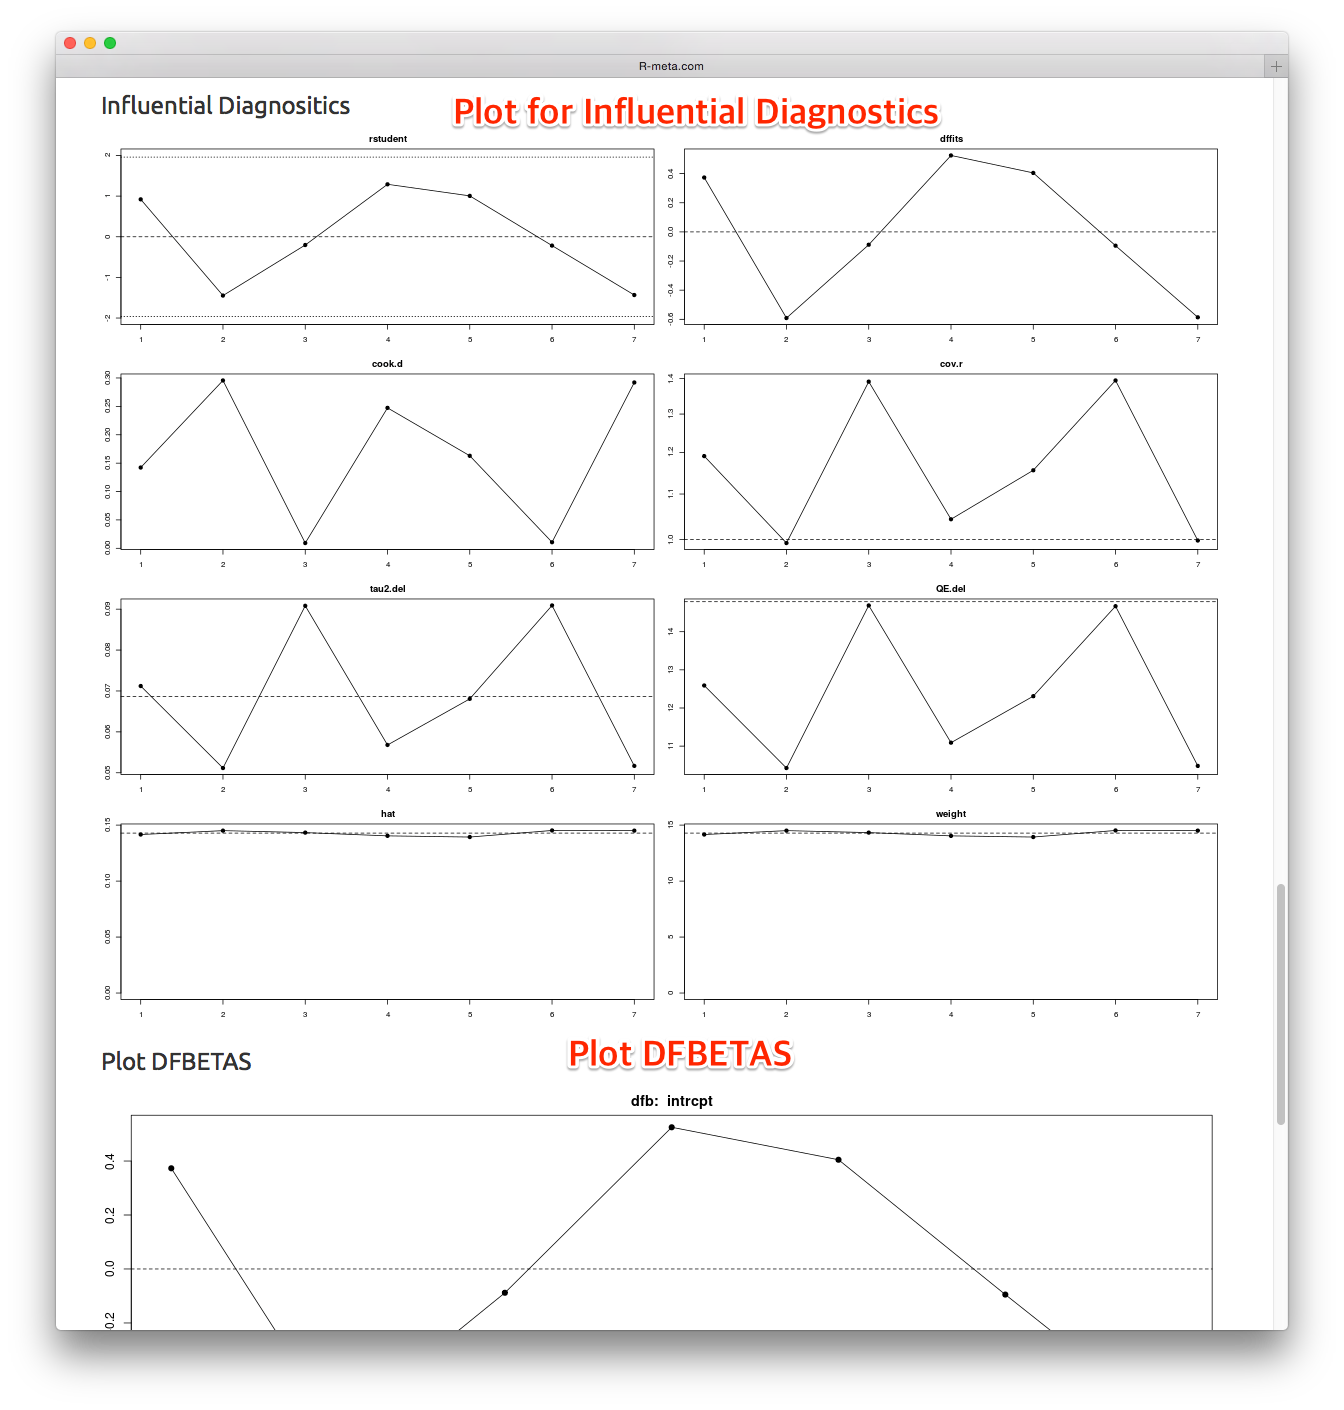 R-meta.com
Influential Diagnositics
Plot for Influential Diagnostics
rstudent
2
1
0
-1
-2
1 2 3 4 5 6 7
dffits
0.4
0.2
0.0
-0.2
-0.4
-0.6
1 2 3 4 5 6 7
cook.d
0.30
0.25
0.20
0.15
0.10
0.05
0.00
1 2 3 4 5 6 7
cov.r
1.4
1.3
1.2
1.1
1.0
1 2 3 4 5 6 7
tau2.del
0.09
0.08
0.07
0.06
0.05
1 2 3 4 5 6 7
QE.del
14
13
12
11
1 2 3 4 5 6 7
hat
0.15
0.10
0.05
0.00
1 2 3 4 5 6 7
weight
15
10
5
0
1 2 3 4 5 6 7
Plot DFBETAS
Plot DFBETAS
dfb: intrcpt
0.4
0.2
0.0
0.2